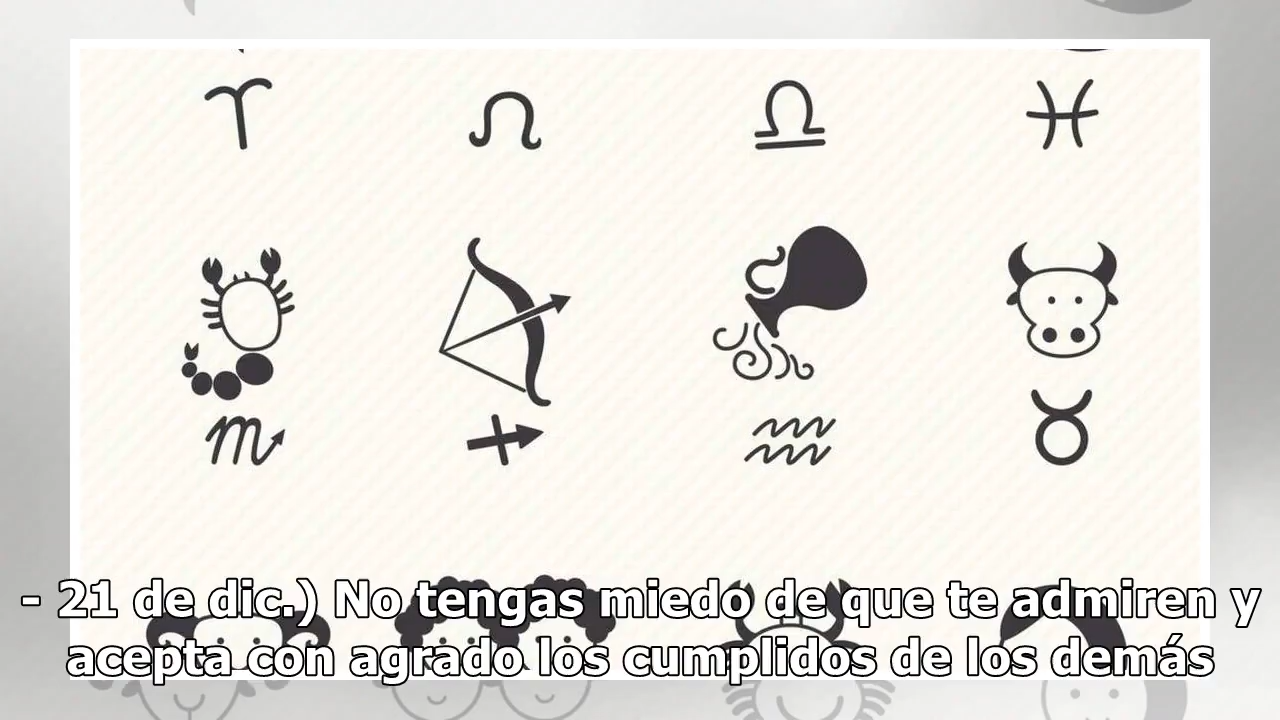 - 21 de dic.) No tengas miedo de que te admiren y
acepta con agrado los cumplidos de los demás